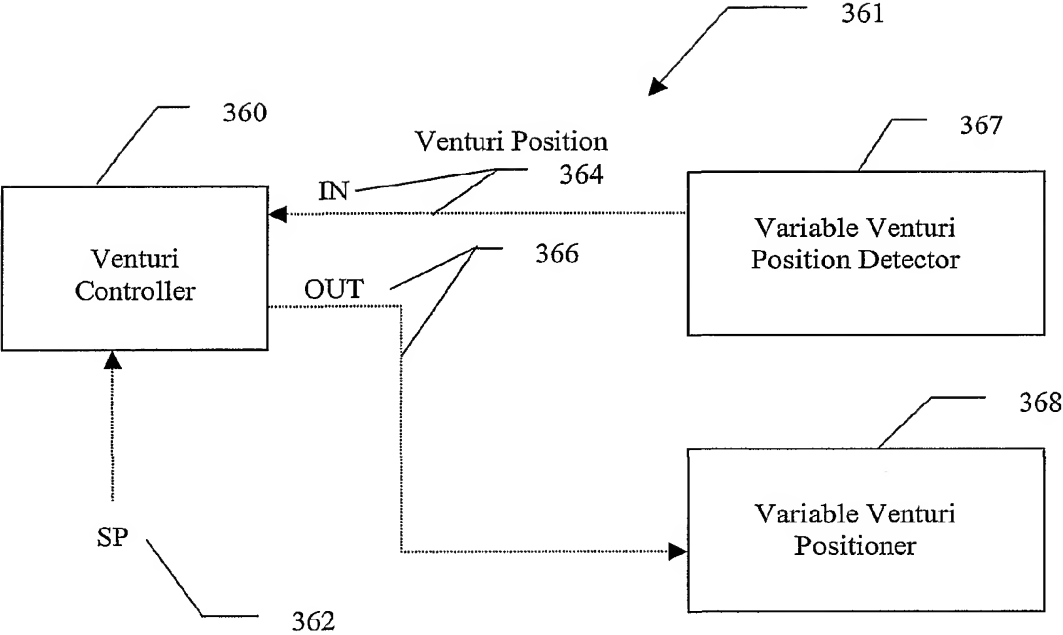 361
360
367
Venturi Position
364
IN
Variable Venturi
Position Detector
Venturi
Controller
366
OUT
368
Variable Venturi
Positioner
SP
362